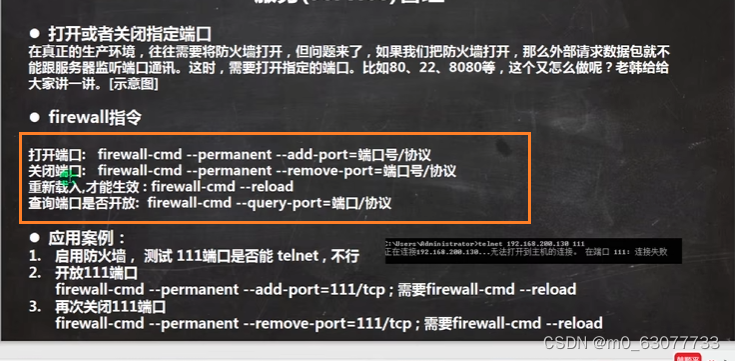 ● 打开或者关闭指定端口
在真正的生产环境，往往需要将防火墙打开，但问题来了，如果我们把防火墙打开，那么外部请求数据包就不
能跟服务器监听端口通讯。这时，需要打开指定的端口。比如80、22、8080等，这个又怎么做呢？老韩给给
大家讲一讲。[示意图]
● firewall指令
打开端口: firewall-cmd --permanent --add-port=端口号/协议
关闭端口: firewall-cmd --permanent --remove-port=端口号/协议
重新载入,才能生效 : firewall-cmd --reload
查询端口是否开放: firewall-cmd --query-port=端口/协议
● 应用案例：
1. 启用防火墙， 测试 111端口是否能 telnet , 不行
C:\Users\Administrator>telnet 192.168.200.130 111
正在连接192.168.200.130...无法打开到主机的连接。 在端口 111: 连接失败
2. 开放111端口
firewall-cmd --permanent --add-port=111/tcp ; 需要firewall-cmd --reload
3. 再次关闭111端口
firewall-cmd --permanent --remove-port=111/tcp ; 需要firewall-cmd --reload
CSDN @m0_63077733